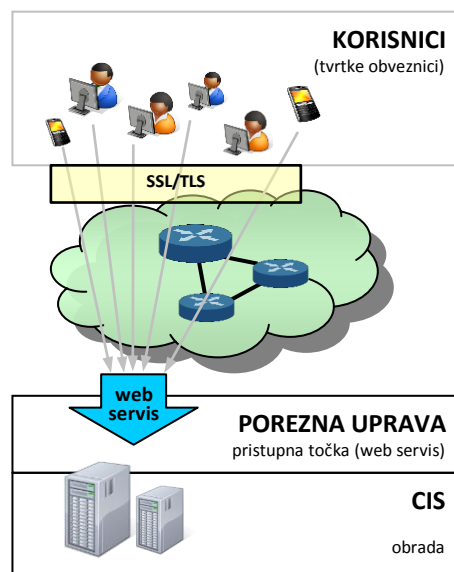 KORISNICI
(tvrtke obveznici)
SSL/TLS
web
servis
POREZNA UPRAVA
pristupna točka (web servis)
CIS
obrada